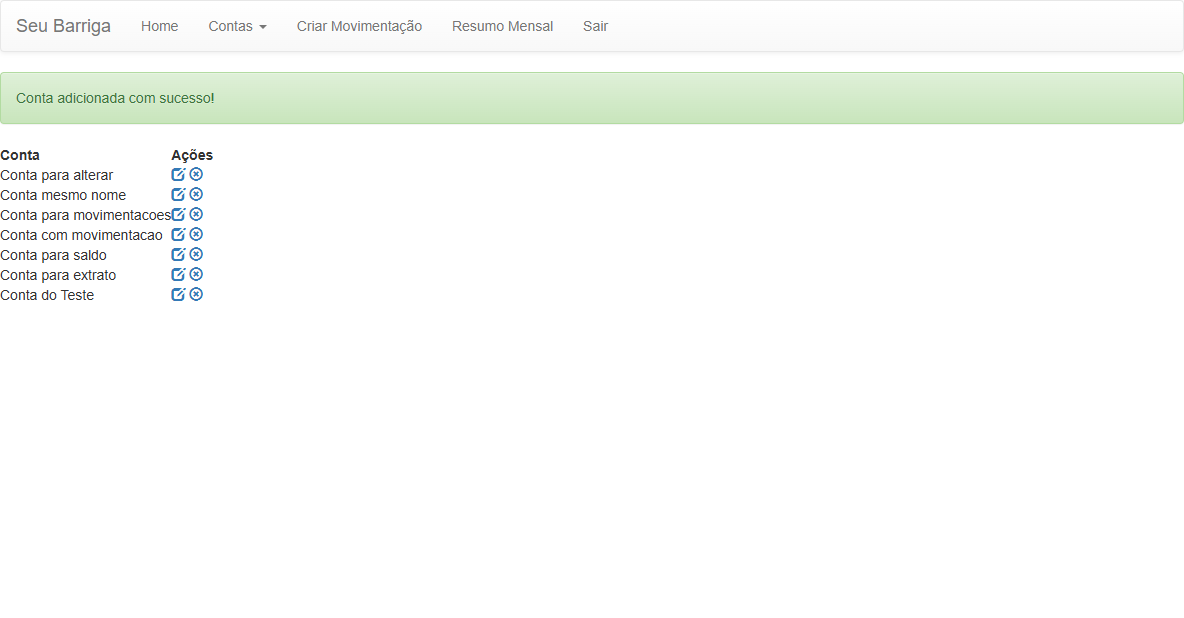 Seu Barriga Home Contas Criar Movimentação Resumo Mensal Sair
Conta adicionada com sucesso!
Conta Ações
Conta para alterar
Conta mesmo nome
Conta para movimentacoes
Conta com movimentacao
Conta para saldo
Conta para extrato
Conta do Teste